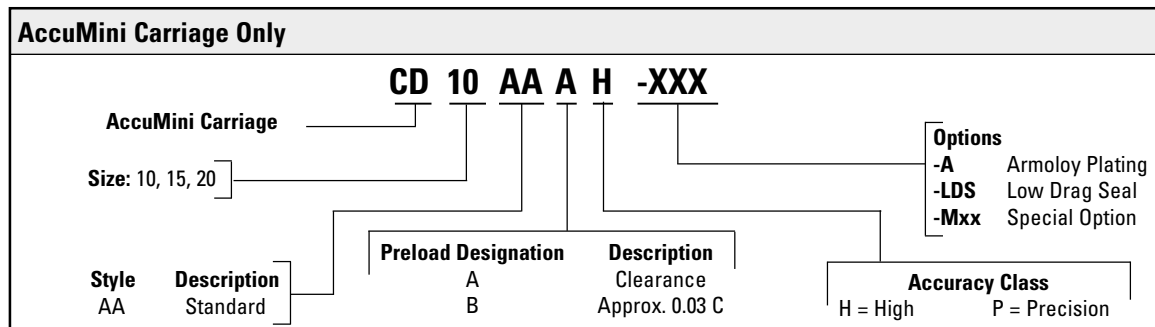 AccuMini Carriage Only
CD 10 AA A H -XXX
AccuMini Carriage
Size: 10, 15, 20
Style Description
AA Standard
Preload Designation Description
A Clearance
B Approx. 0.03 C
Accuracy Class
H = High P = Precision
Options
-A Armoloy Plating
-LDS Low Drag Seal
-Mxx Special Option